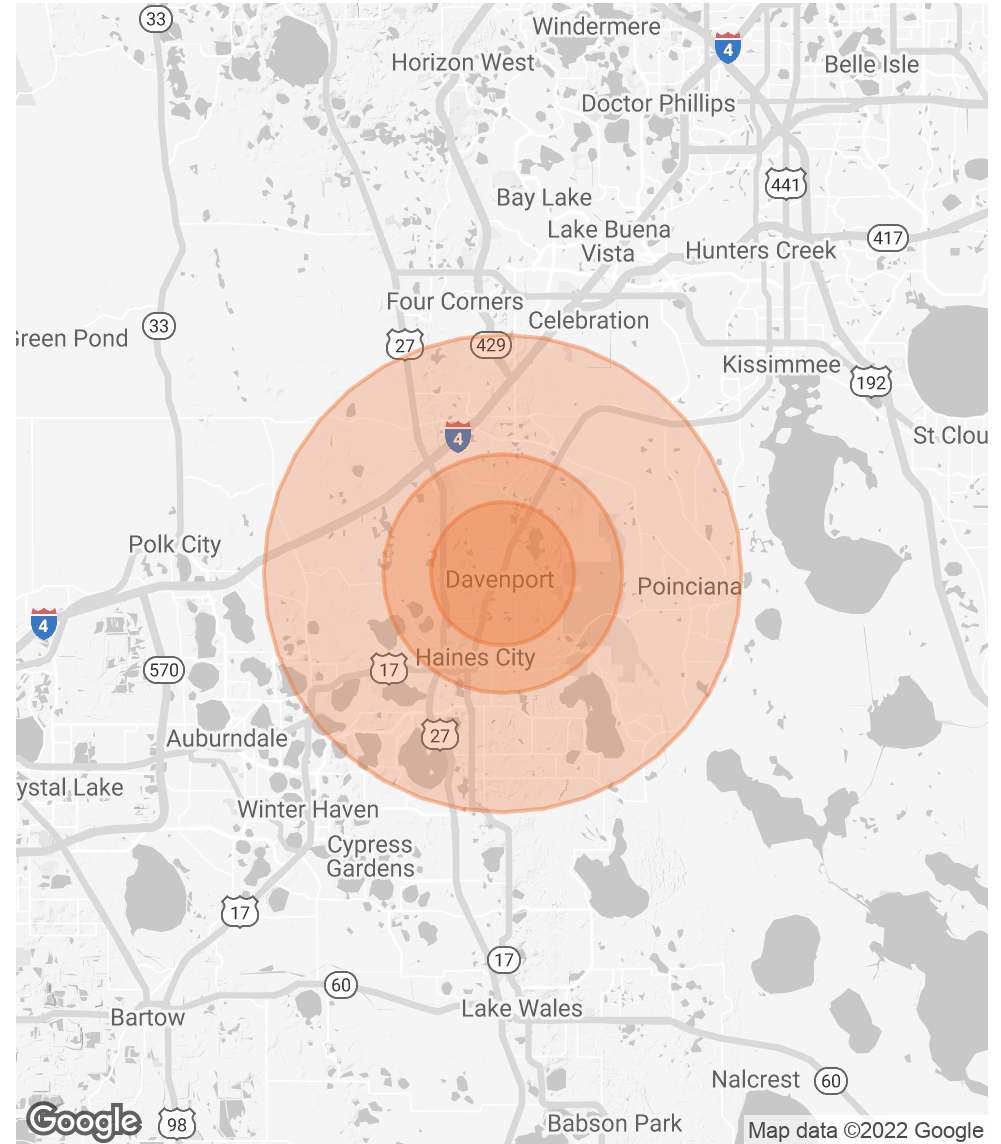 33
Windermere
4
Horizon West
Belle Isle
Doctor Phillips
441
Bay Lake
Lake Buena
Vista
417
Hunters Creek
Four Corners
Celebration
33
Green Pond
27
429
Kissimmee
192
4
St Clou
Polk City
Davenport
Poinciana
4
Haines City
17
570
27
Auburndale
ystal Lake
Winter Haven
Cypress
Gardens
17
17
60
Lake Wales
Bartow
Nalcrest
60
Google
98
Babson Park
Map data ©2022 Google